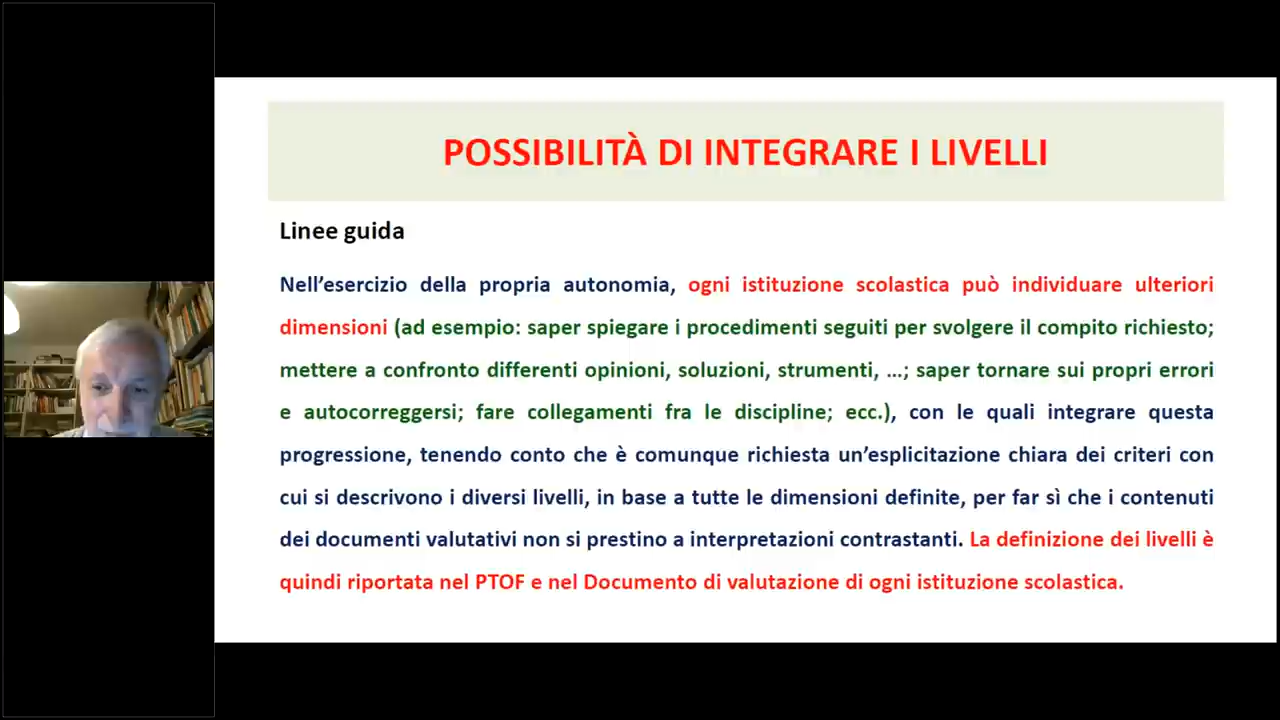 POSSIBILITÀ DI INTEGRARE I LIVELLI
Linee guida
Nell’esercizio della propria autonomia, ogni istituzione scolastica può individuare ulteriori
dimensioni (ad esempio: saper spiegare i procedimenti seguiti per svolgere il compito richiesto;
mettere a confronto differenti opinioni, soluzioni, strumenti, …; saper tornare sui propri errori
e autocorreggersi; fare collegamenti fra le discipline; ecc.), con le quali integrare questa
progressione, tenendo conto che è comunque richiesta un’esplicitazione chiara dei criteri con
cui si descrivono i diversi livelli, in base a tutte le dimensioni definite, per far sì che i contenuti
dei documenti valutativi non si prestino a interpretazioni contrastanti. La definizione dei livelli è
quindi riportata nel PTOF e nel Documento di valutazione di ogni istituzione scolastica.